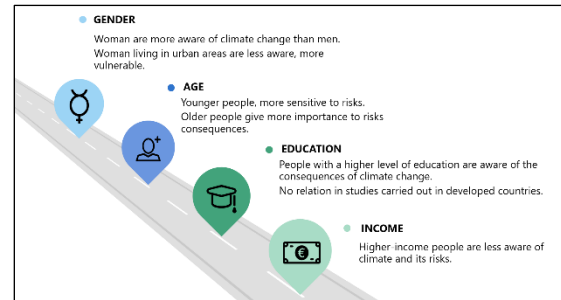 GENDER
Woman are more aware of climate change than men.
Woman living in urban areas are less aware, more
vulnerable.
AGE
Younger people, more sensitive to risks.
Older people give more importance to risks
consequences.
EDUCATION
People with a higher level of education are aware of the
consequences of climate change.
No relation in studies carried out in developed countries.
INCOME
Higher-income people are less aware of
climate and its risks.